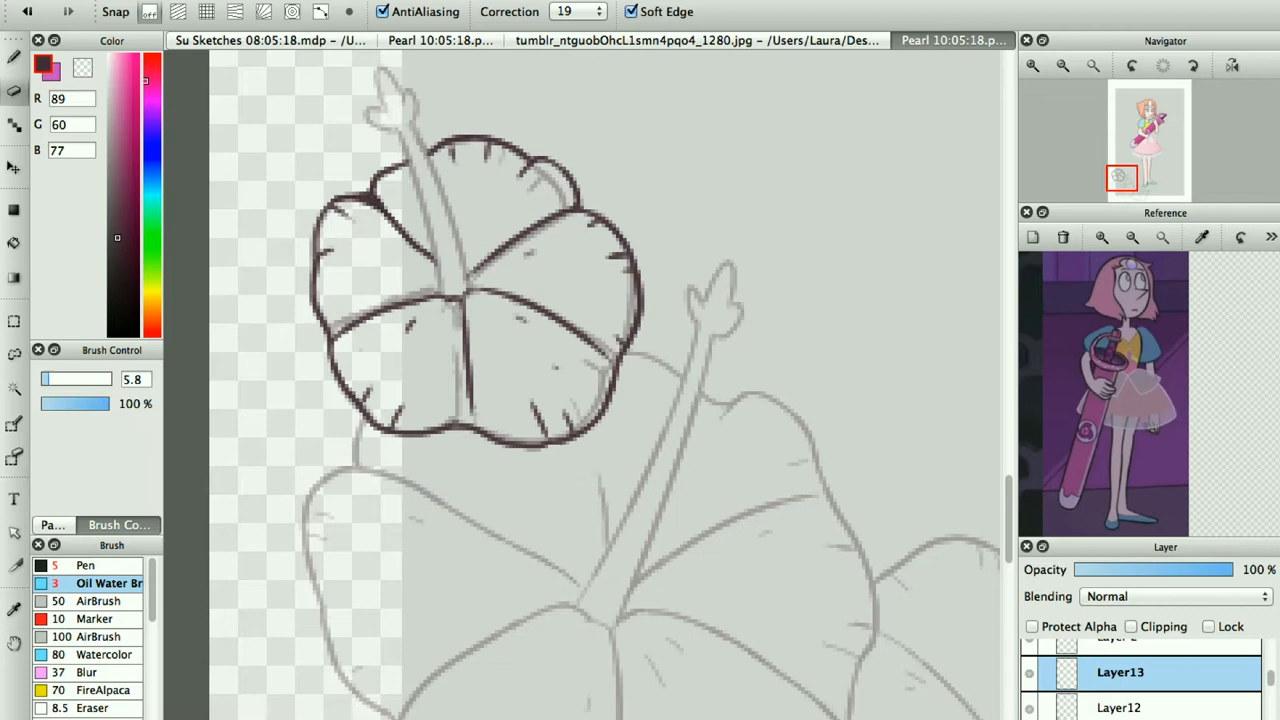 Snap off AntiAliasing Correction 19 Soft Edge
Color
Su Sketches 08:05:18.mdp – /U...
Pearl 10:05:18.p...
tumblr_ntguobOhcL1smn4pqo4_1280.jpg – /Users/Laura/Des...
Pearl 10:05:18.p...
Navigator
R 89
G 60
B 77
Brush Control
5.8
100 %
Pa... Brush Co...
Brush
5 Pen
3 Oil Water Br
50 AirBrush
10 Marker
100 AirBrush
80 Watercolor
37 Blur
70 FireAlpaca
8.5 Eraser
T
Reference
Layer
Opacity 100 %
Blending Normal
Protect Alpha Clipping Lock
Layer13
Layer12